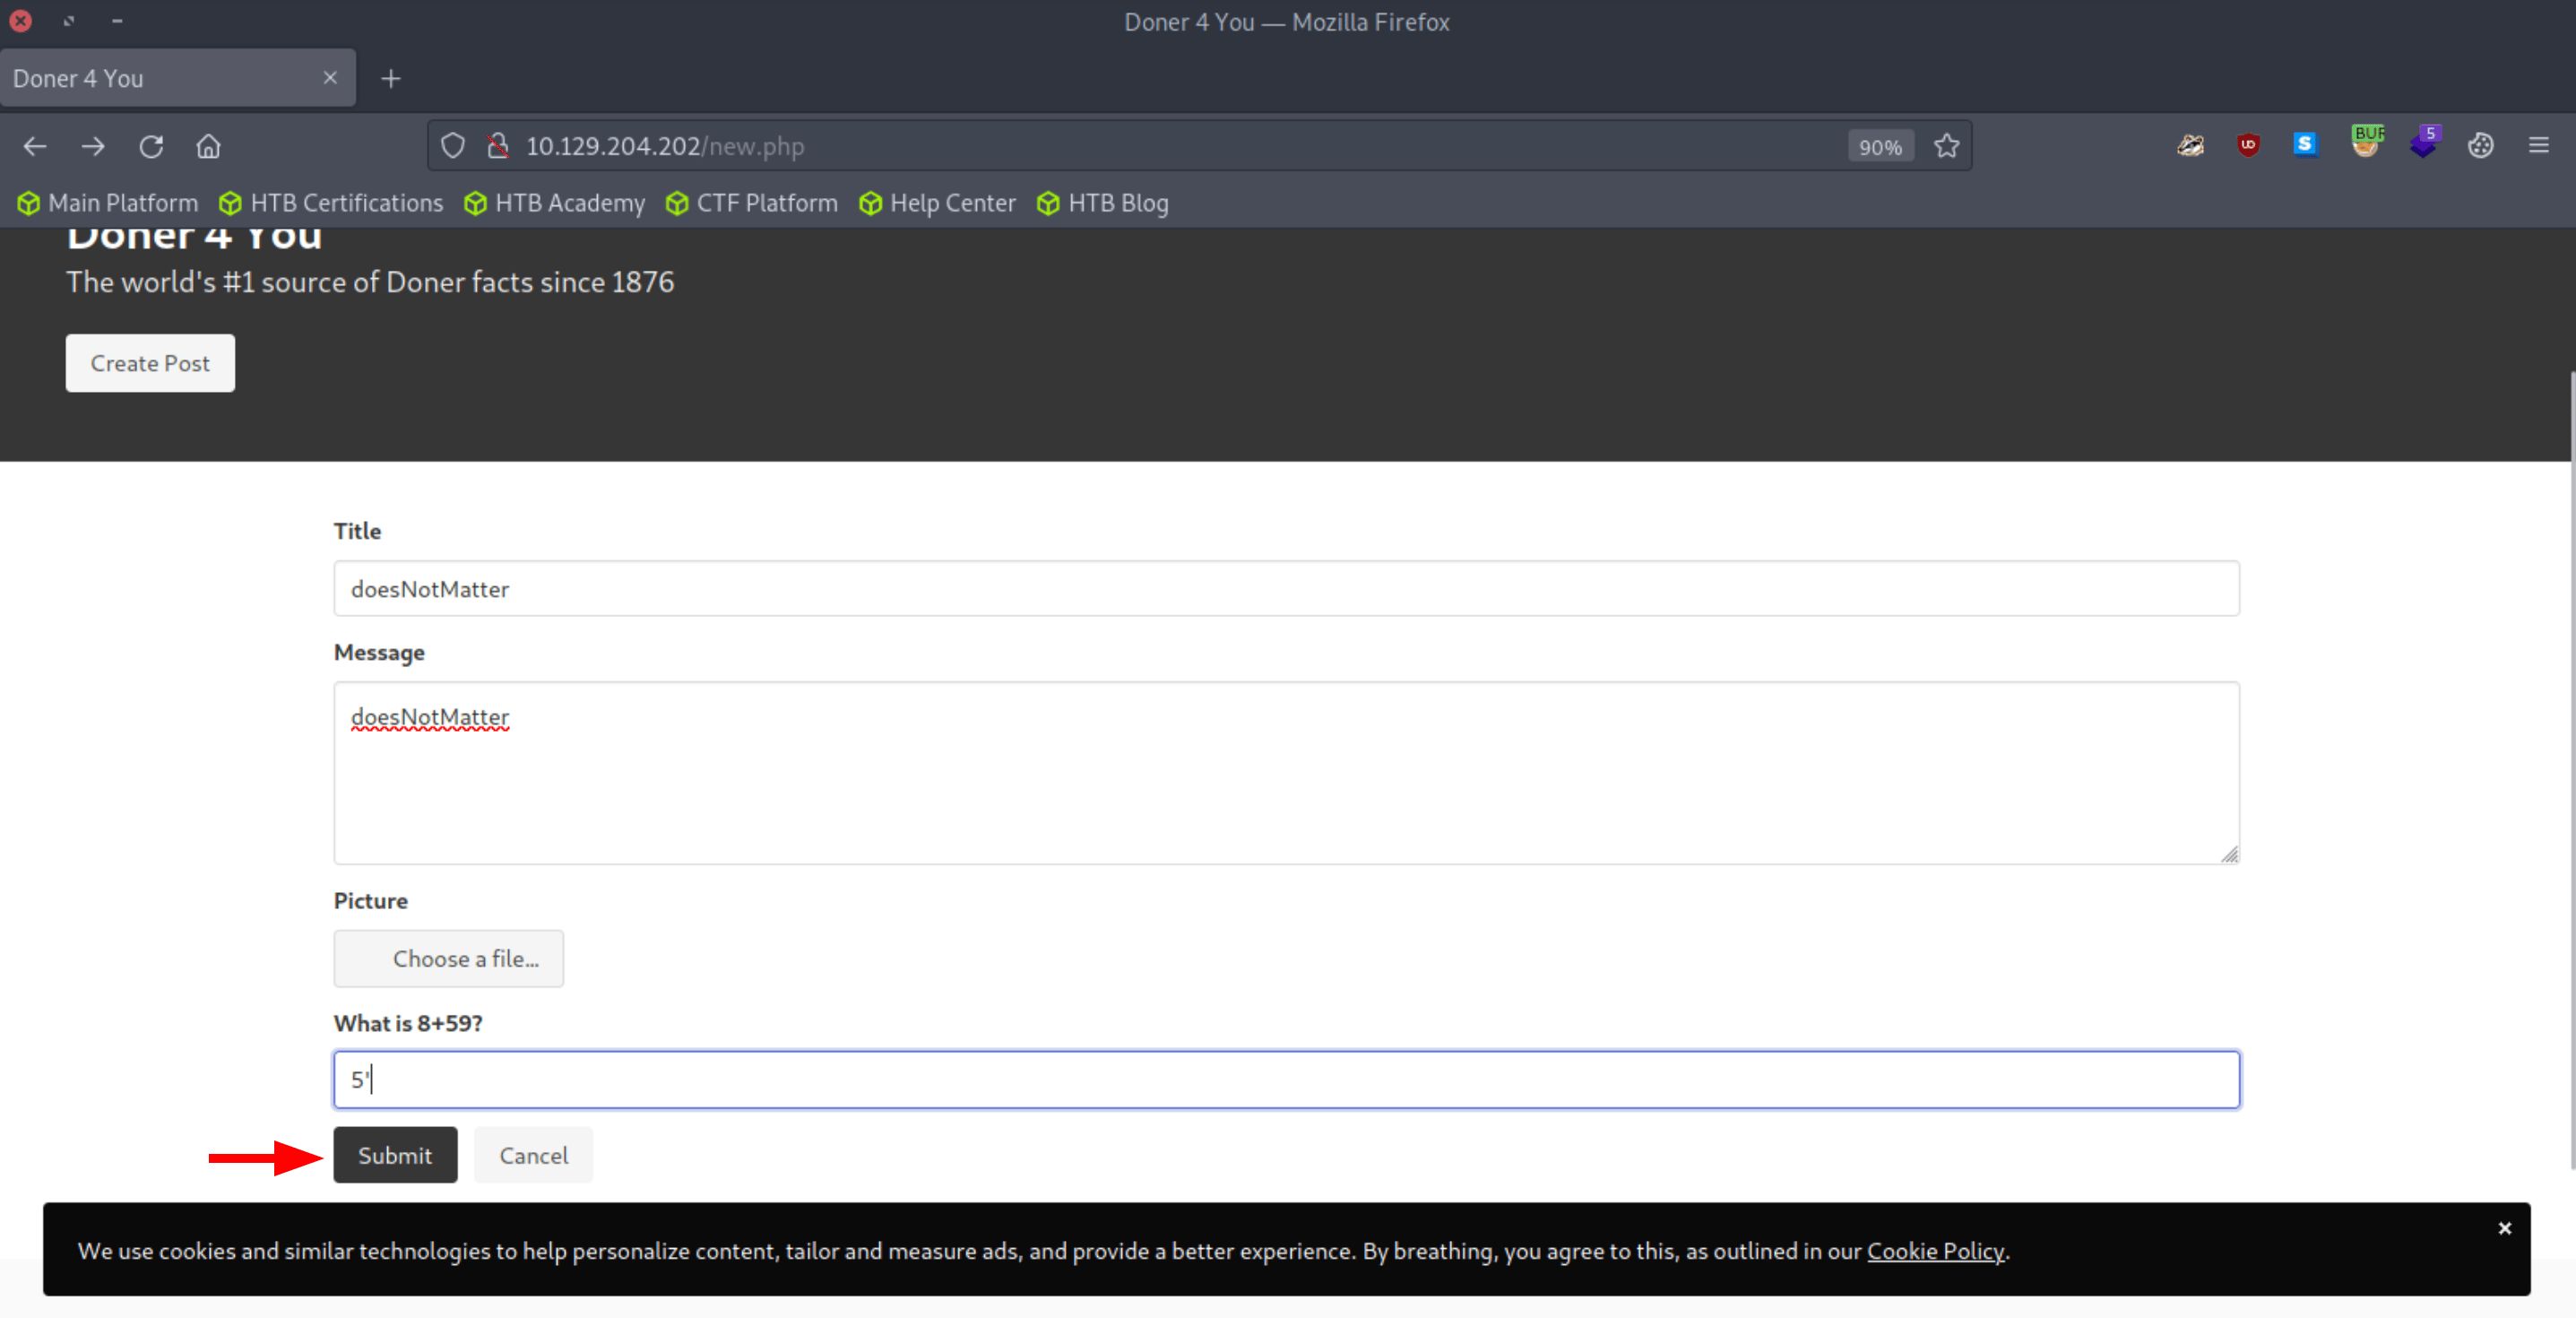 Doner 4 You — Mozilla Firefox
Doner 4 You
10.129.204.202/new.php
90%
UD
S
BUF
5
Main Platform HTB Certifications HTB Academy CTF Platform Help Center HTB Blog
Doner 4 You
The world's #1 source of Doner facts since 1876
Create Post
Title
doesNotMatter
Message
doesNotMatter
Picture
Choose a file...
What is 8+59?
5'
Submit Cancel
We use cookies and similar technologies to help personalize content, tailor and measure ads, and provide a better experience. By breathing, you agree to this, as outlined in our Cookie Policy.